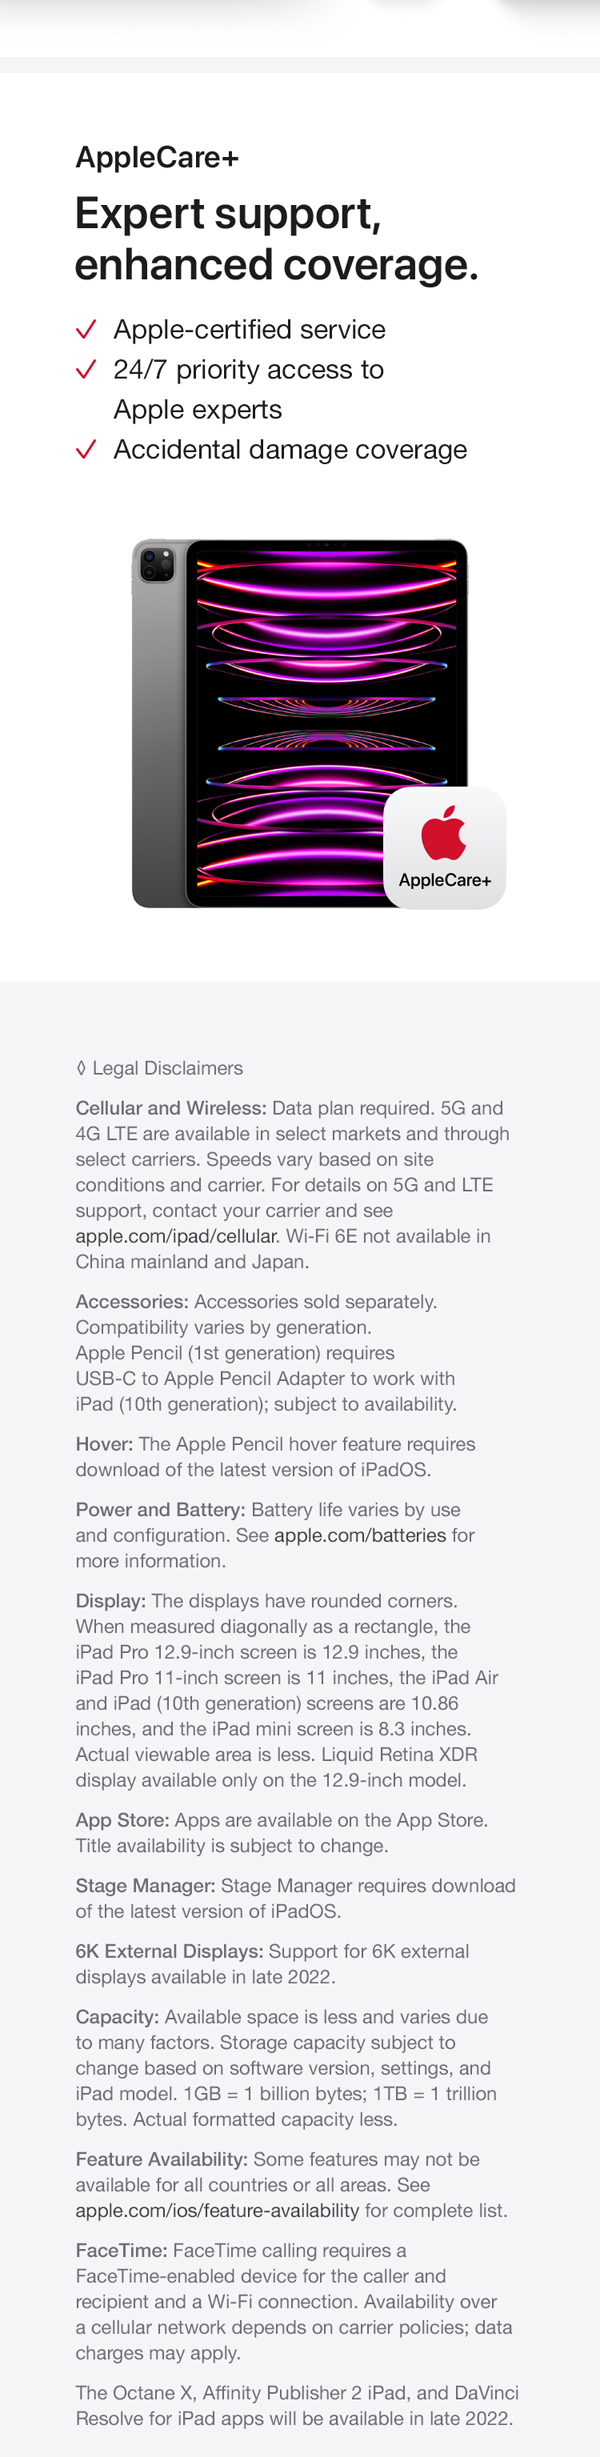 AppleCare+
Expert support,
enhanced coverage.
Apple-certified service
24/7 priority access to
Apple experts
Accidental damage coverage
AppleCare+
◊ Legal Disclaimers
Cellular and Wireless: Data plan required. 5G and
4G LTE are available in select markets and through
select carriers. Speeds vary based on site
conditions and carrier. For details on 5G and LTE
support, contact your carrier and see
apple.com/ipad/cellular. Wi-Fi 6E not available in
China mainland and Japan.
Accessories: Accessories sold separately.
Compatibility varies by generation.
Apple Pencil (1st generation) requires
USB-C to Apple Pencil Adapter to work with
iPad (10th generation); subject to availability.
Hover: The Apple Pencil hover feature requires
download of the latest version of iPadOS.
Power and Battery: Battery life varies by use
and configuration. See apple.com/batteries for
more information.
Display: The displays have rounded corners.
When measured diagonally as a rectangle, the
iPad Pro 12.9-inch screen is 12.9 inches, the
iPad Pro 11-inch screen is 11 inches, the iPad Air
and iPad (10th generation) screens are 10.86
inches, and the iPad mini screen is 8.3 inches.
Actual viewable area is less. Liquid Retina XDR
display available only on the 12.9-inch model.
App Store: Apps are available on the App Store.
Title availability is subject to change.
Stage Manager: Stage Manager requires download
of the latest version of iPadOS.
6K External Displays: Support for 6K external
displays available in late 2022.
Capacity: Available space is less and varies due
to many factors. Storage capacity subject to
change based on software version, settings, and
iPad model. 1GB = 1 billion bytes; 1TB = 1 trillion
bytes. Actual formatted capacity less.
Feature Availability: Some features may not be
available for all countries or all areas. See
apple.com/ios/feature-availability for complete list.
FaceTime: FaceTime calling requires a
FaceTime-enabled device for the caller and
recipient and a Wi-Fi connection. Availability over
a cellular network depends on carrier policies; data
charges may apply.
The Octane X, Affinity Publisher 2 iPad, and DaVinci
Resolve for iPad apps will be available in late 2022.